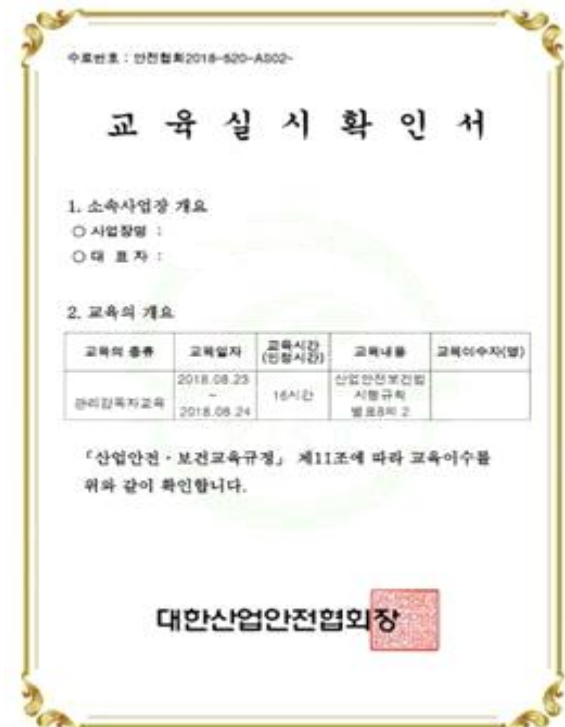 수료번호 : 안전협회2018-620-AS02-
교 육 실 시 확 인 서
1. 소속사업장 개요
○ 사업장명 :
○ 대 표 자 :
2. 교육의 개요
교육의 종류 교육일자 교육시간 (인정시간) 교육내용 교육이수자(명)
관리감독자교육 2018.08.23 ~ 2018.08.24 16시간 산업안전보건법 시행규칙 별표8의 2
「산업안전·보건교육규정」 제11조에 따라 교육이수를
위와 같이 확인합니다.
대한산업안전협회장